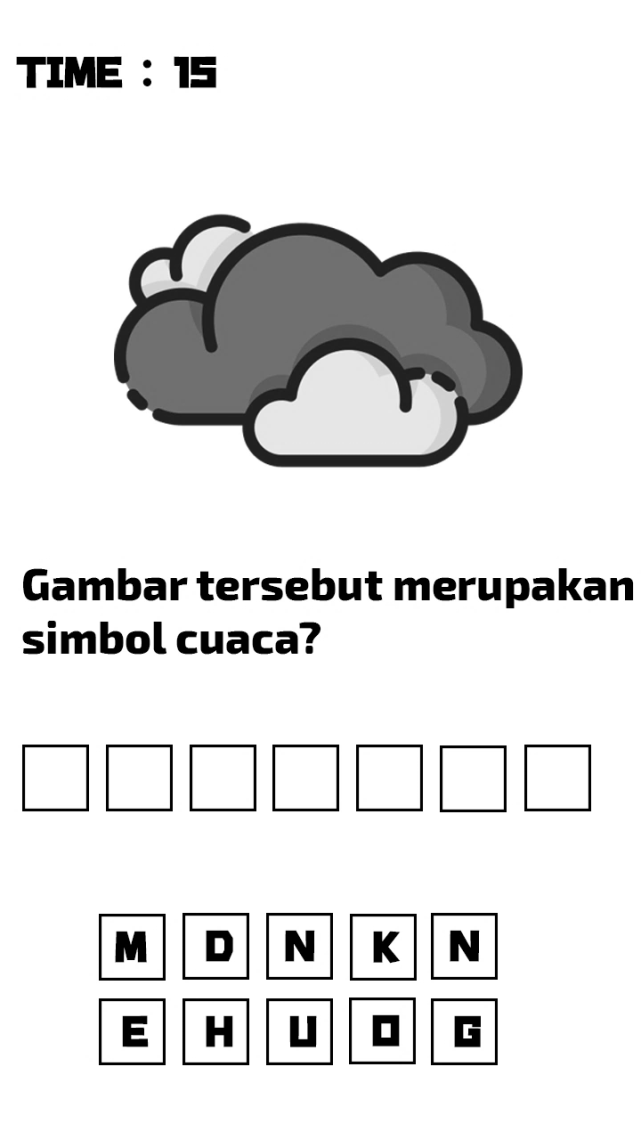 TIME : 15
Gambar tersebut merupakan
simbol cuaca?
M D N K N
E H U O G